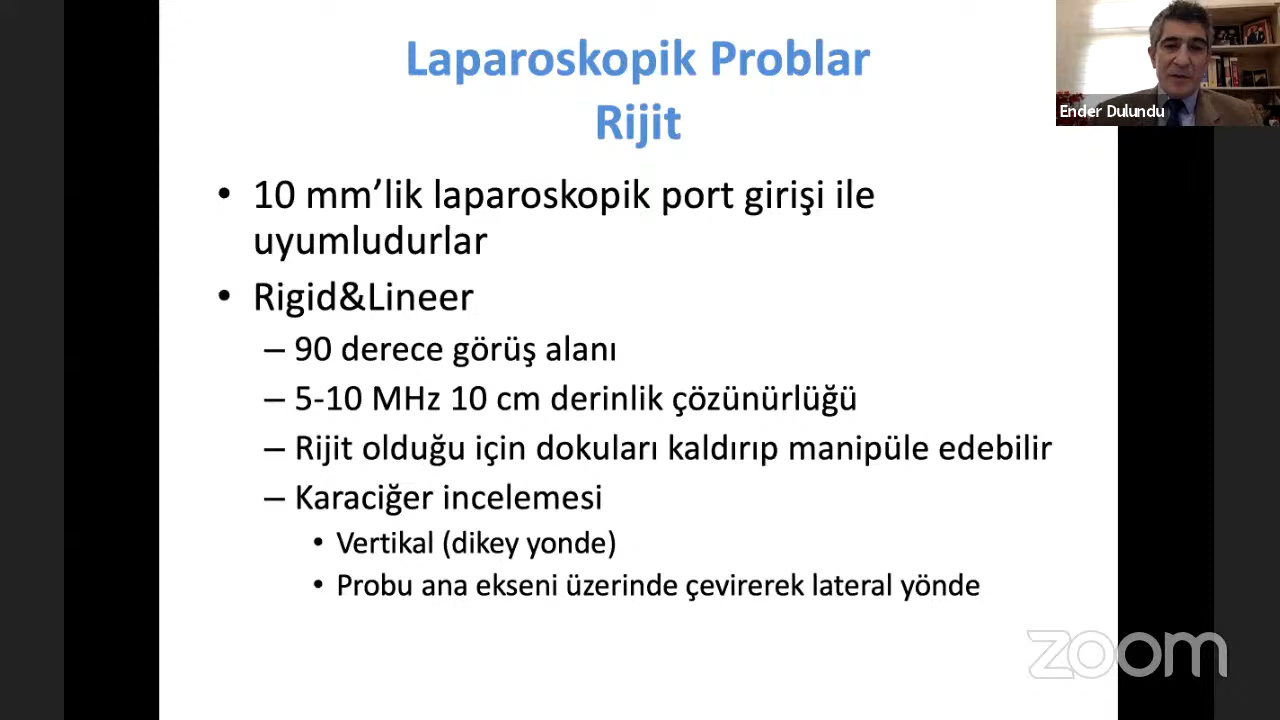 Laparoskopik Problar
Rijit
Ender Dulundu
• 10 mm’lik laparoskopik port girişi ile
uyumludurlar
• Rigid&Lineer
– 90 derece görüş alanı
– 5-10 MHz 10 cm derinlik çözünürlüğü
– Rijit olduğu için dokuları kaldırıp manipüle edebilir
– Karaciğer incelemesi
• Vertikal (dikey yonde)
• Probu ana ekseni üzerinde çevirerek lateral yönde
zoom